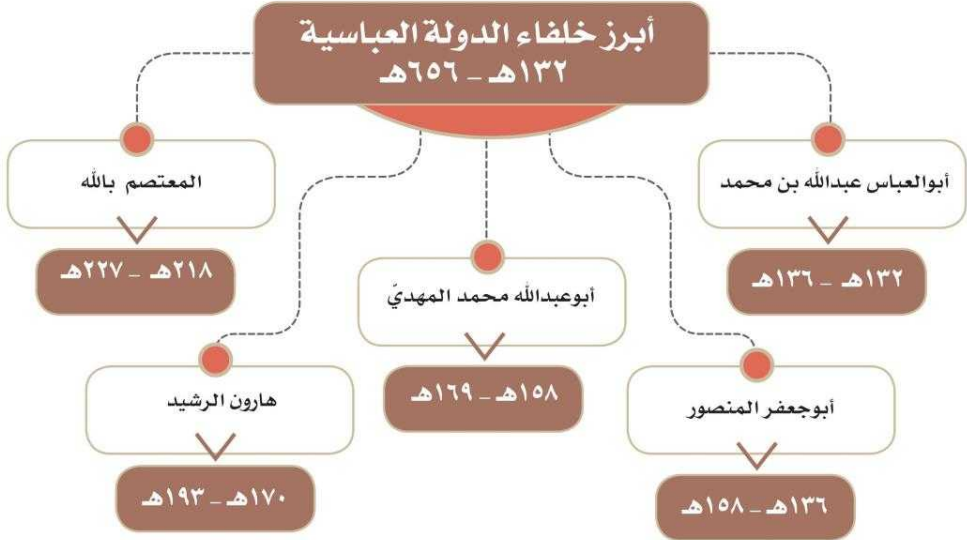 أبرز خلفاء الدولة العباسية
١٣٢هـ – ٦٥٦هـ
أبوالعباس عبدالله بن محمد
١٣٢هـ – ١٣٦هـ
أبوجعفر المنصور
١٣٦هـ – ١٥٨هـ
أبوعبدالله محمد المهديّ
١٥٨هـ – ١٦٩هـ
هارون الرشيد
١٧٠هـ – ١٩٣هـ
المعتصم بالله
٢١٨هـ – ٢٢٧هـ